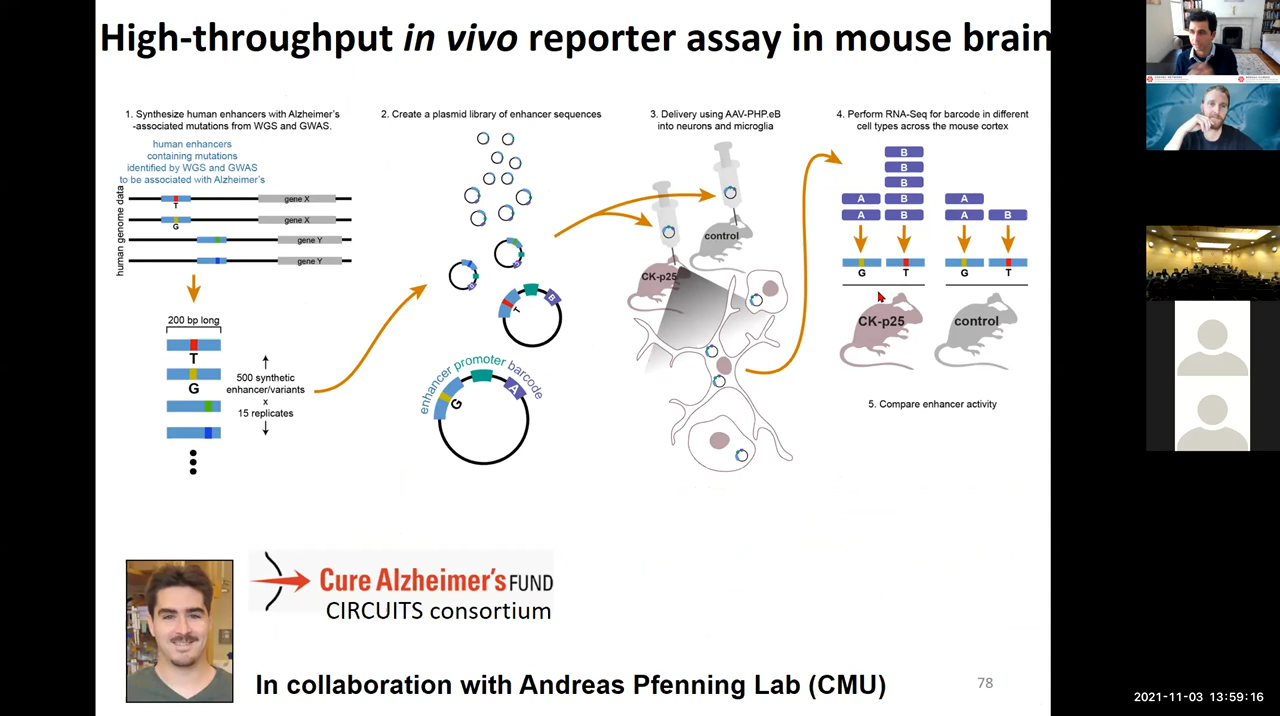 High-throughput in vivo reporter assay in mouse brain
1. Synthesize human enhancers with Alzheimer's
-associated mutations from WGS and GWAS.
human enhancers
containing mutations
identified by WGS and GWAS
to be associated with Alzheimer's
human genome data
gene X
T
gene X
G
gene Y
gene Y
200 bp long
T
G
500 synthetic
enhancer/variants
x
15 replicates
2. Create a plasmid library of enhancer sequences
B
B
T
B
enhancer promoter barcode
G
A
3. Delivery using AAV-PHP.eB
into neurons and microglia
control
CK-p25
4. Perform RNA-Seq for barcode in different
cell types across the mouse cortex
B
B
B
A B A
A B A B
G T G T
CK-p25 control
5. Compare enhancer activity
Cure Alzheimer's FUND
CIRCUITS consortium
In collaboration with Andreas Pfenning Lab (CMU)
78
2021-11-03 13:59:16